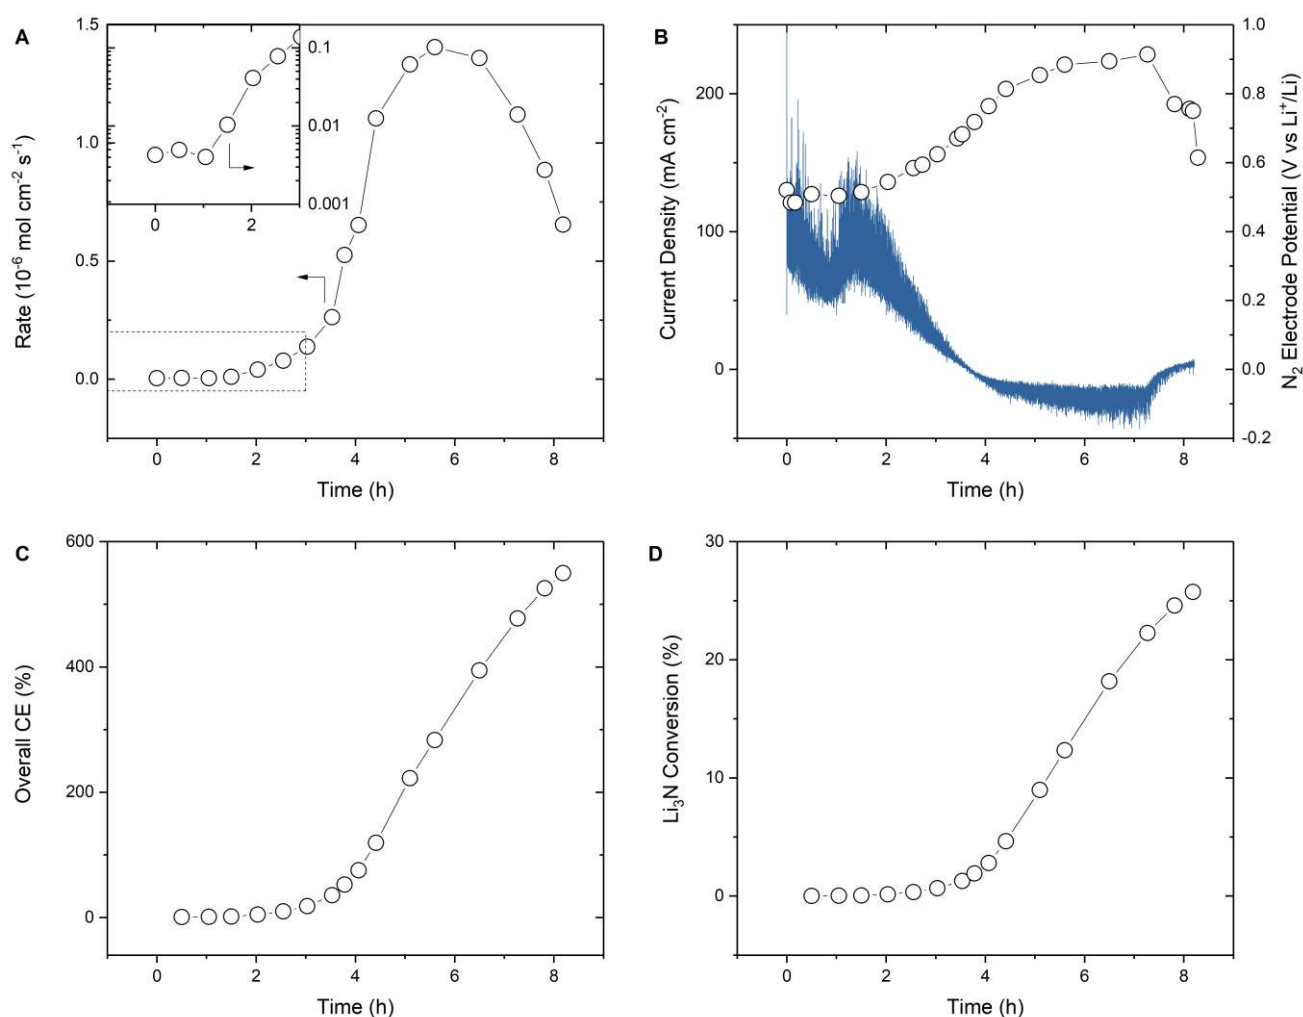 A
Rate (10⁻⁶ mol cm⁻² s⁻¹)
1.5
1.0
0.5
0.0
0.1
0.01
0.001
0 2
0 2 4 6 8
Time (h)
B
Current Density (mA cm⁻²)
200
100
0
N₂ Electrode Potential (V vs Li⁺/Li)
1.0
0.8
0.6
0.4
0.2
0.0
-0.2
0 2 4 6 8
Time (h)
C
Overall CE (%)
600
400
200
0
0 2 4 6 8
Time (h)
D
Li₃N Conversion (%)
30
20
10
0
0 2 4 6 8
Time (h)